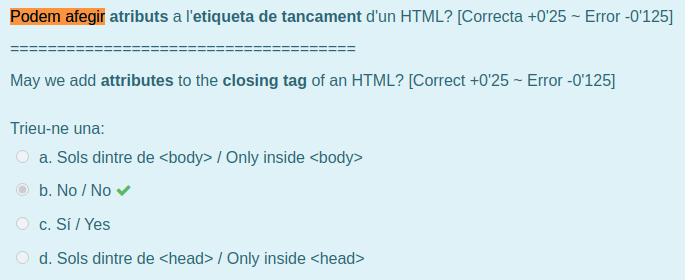 Podem afegir atributs a l'etiqueta de tancament d'un HTML? [Correcta +0'25 ~ Error -0'125]
=====================================
May we add attributes to the closing tag of an HTML? [Correct +0'25 ~ Error -0'125]
Trieu-ne una:
a. Sols dintre de <body> / Only inside <body>
b. No / No
c. Sí / Yes
d. Sols dintre de <head> / Only inside <head>